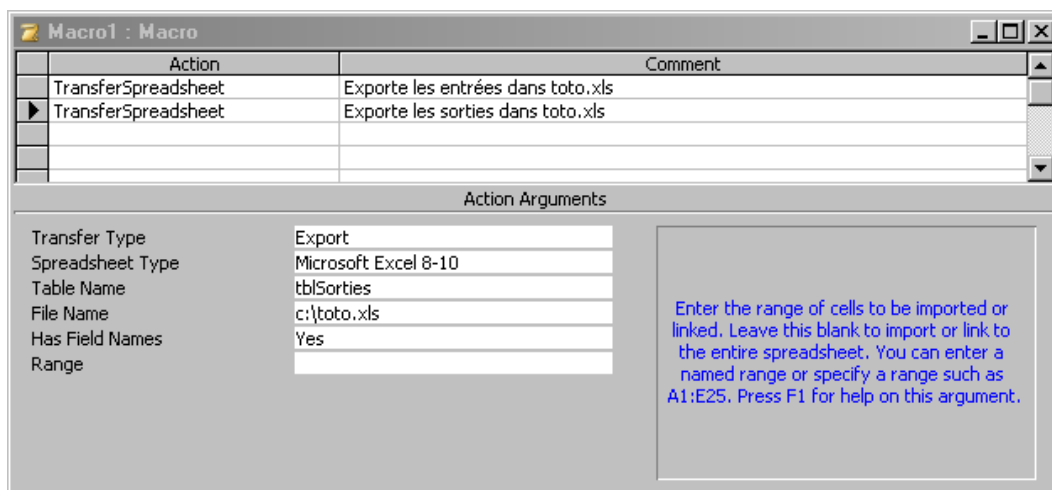 Macro1 : Macro
Action Comment
TransferSpreadsheet Exporte les entrées dans toto.xls
TransferSpreadsheet Exporte les sorties dans toto.xls
Action Arguments
Transfer Type Export
Spreadsheet Type Microsoft Excel 8-10
Table Name tblSorties
File Name c:\toto.xls
Has Field Names Yes
Range
Enter the range of cells to be imported or
linked. Leave this blank to import or link to
the entire spreadsheet. You can enter a
named range or specify a range such as
A1:E25. Press F1 for help on this argument.